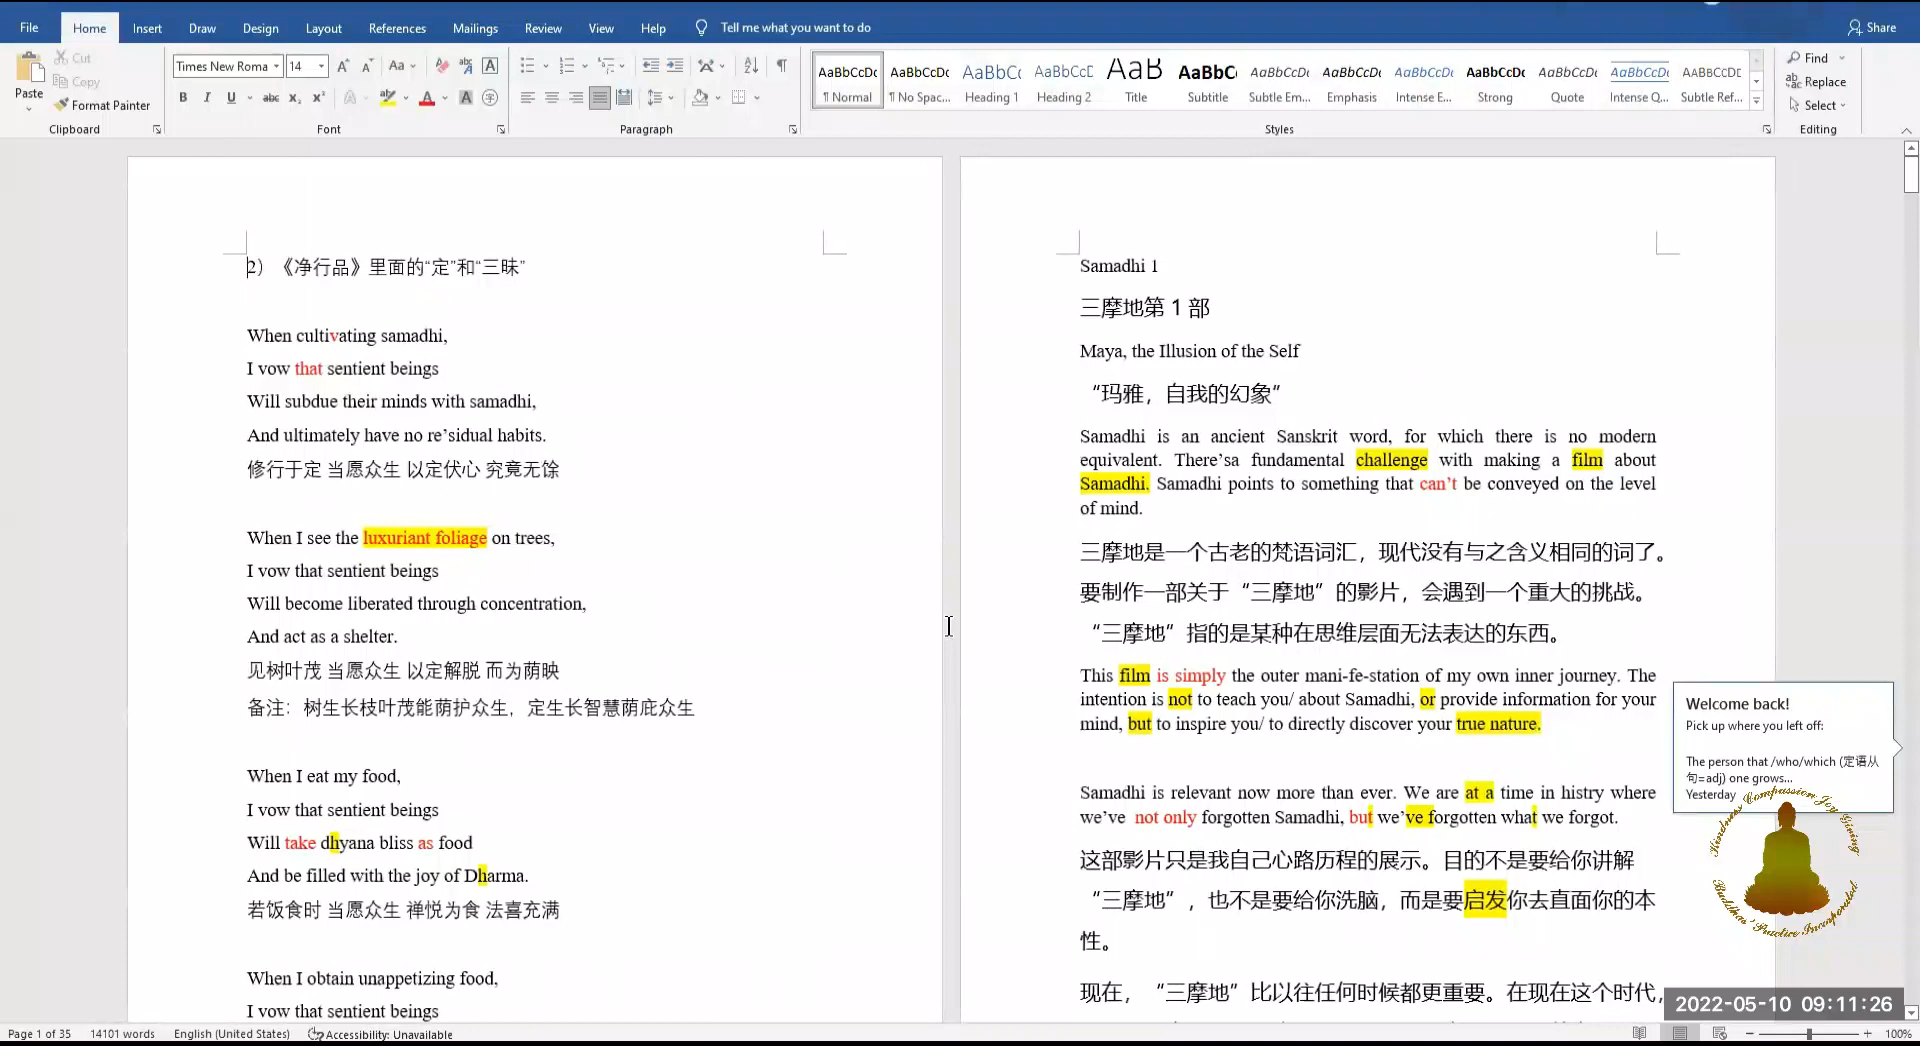 File Home Insert Draw Design Layout References Mailings Review View Help Tell me what you want to do Share
Paste Cut Copy Format Painter
Clipboard
Times New Roma 14 Aa
B I U abc X₂ X² A A A
Font
Paragraph
AaBbCcDc AaBbCcDc AaBbCc AaBbCcD AaB AaBbC AaBbCcDc AaBbCcDc AaBbCcDc AaBbCcDc AaBbCcDc AaBbCcDc AaBbCcDc
¶ Normal ¶ No Spac... Heading 1 Heading 2 Title Subtitle Subtle Em... Emphasis Intense E... Strong Quote Intense Q... Subtle Ref...
Styles
Find
Replace
Select
Editing
2）《净行品》里面的“定”和“三昧”
When cultivating samadhi,
I vow that sentient beings
Will subdue their minds with samadhi,
And ultimately have no re’sidual habits.
修行于定 当愿众生 以定伏心 究竟无馀
When I see the luxuriant foliage on trees,
I vow that sentient beings
Will become liberated through concentration,
And act as a shelter.
见树叶茂 当愿众生 以定解脱 而为荫映
备注：树生长枝叶茂能荫护众生，定生长智慧荫庇众生
When I eat my food,
I vow that sentient beings
Will take dhyana bliss as food
And be filled with the joy of Dharma.
若饭食时 当愿众生 禅悦为食 法喜充满
When I obtain unappetizing food,
I vow that sentient beings
Samadhi 1
三摩地第 1 部
Maya, the Illusion of the Self
“玛雅，自我的幻象”
Samadhi is an ancient Sanskrit word, for which there is no modern
equivalent. There’sa fundamental challenge with making a film about
Samadhi. Samadhi points to something that can’t be conveyed on the level
of mind.
三摩地是一个古老的梵语词汇，现代没有与之含义相同的词了。
要制作一部关于“三摩地”的影片，会遇到一个重大的挑战。
“三摩地”指的是某种在思维层面无法表达的东西。
This film is simply the outer mani-fe-station of my own inner journey. The
intention is not to teach you/ about Samadhi, or provide information for your
mind, but to inspire you/ to directly discover your true nature.
Samadhi is relevant now more than ever. We are at a time in histry where
we’ve not only forgotten Samadhi, but we’ve forgotten what we forgot.
这部影片只是我自己心路历程的展示。目的不是要给你讲解
“三摩地”，也不是要给你洗脑，而是要启发你去直面你的本
性。
现在，“三摩地”比以往任何时候都更重要。在现在这个时代，
Welcome back!
Pick up where you left off:
The person that /who/which (定语从
句=adj) one grows...
Yesterday
Kindness Compassion Joy Giving
Buddhas' Practice Incorporated
2022-05-10 09:11:26
Page 1 of 35 14101 words English (United States) Accessibility: Unavailable 100%